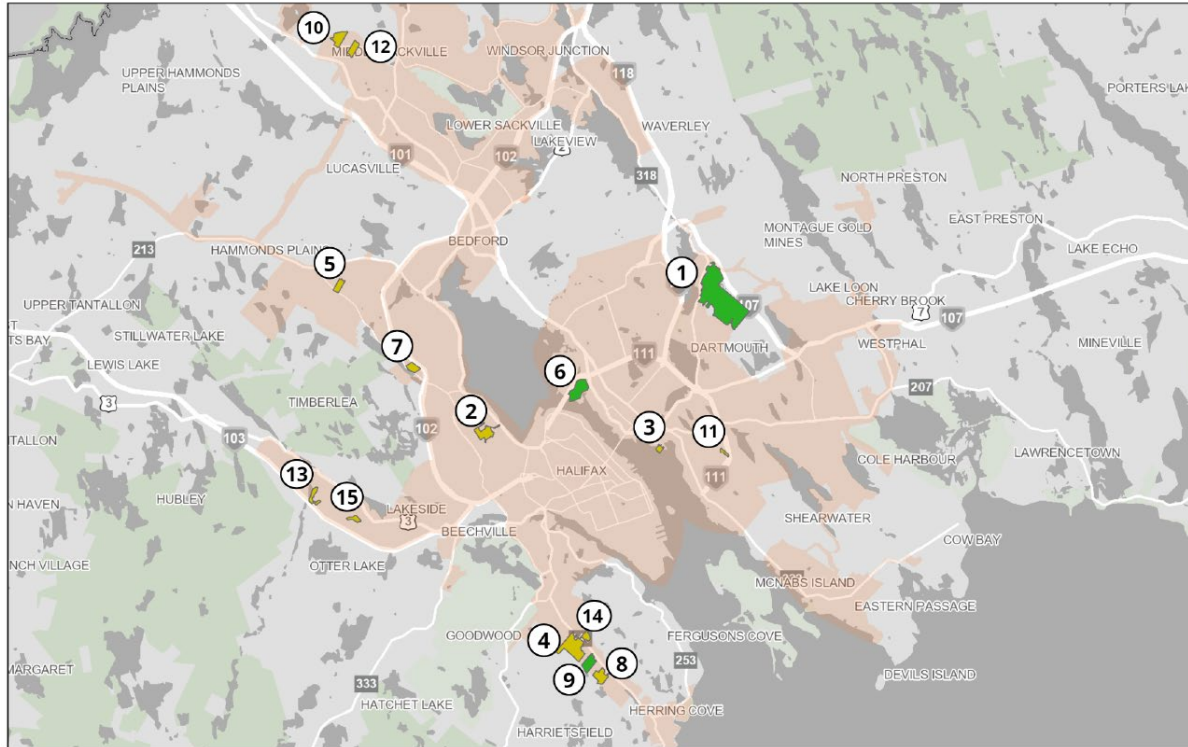 10
12
MIDDLE SACKVILLE
WINDSOR JUNCTION
118
UPPER HAMMONDS
PLAINS
PORTERS LAK
LOWER SACKVILLE
WAVERLEY
LAKEVIEW
2
101
102
LUCASVILLE
318
NORTH PRESTON
EAST PRESTON
MONTAGUE GOLD
MINES
213
HAMMONDS PLAINS
BEDFORD
LAKE ECHO
5
1
LAKE LOON
CHERRY BROOK
107
7
107
UPPER TANTALLON
STILLWATER LAKE
TS BAY
DARTMOUTH
WESTPHAL
MINEVILLE
111
LEWIS LAKE
7
6
207
3
TIMBERLEA
2
3
11
TANTALLON
102
103
COLE HARBOUR
LAWRENCETOWN
HALIFAX
13
111
N HAVEN
HUBLEY
15
LAKESIDE
3
SHEARWATER
BEECHVILLE
COW BAY
OTTER LAKE
NCH VILLAGE
MCNABS ISLAND
EASTERN PASSAGE
14
GOODWOOD
4
FERGUSONS COVE
253
8
9
MARGARET
333
DEVILS ISLAND
HATCHET LAKE
HERRING COVE
HARRIETSFIELD